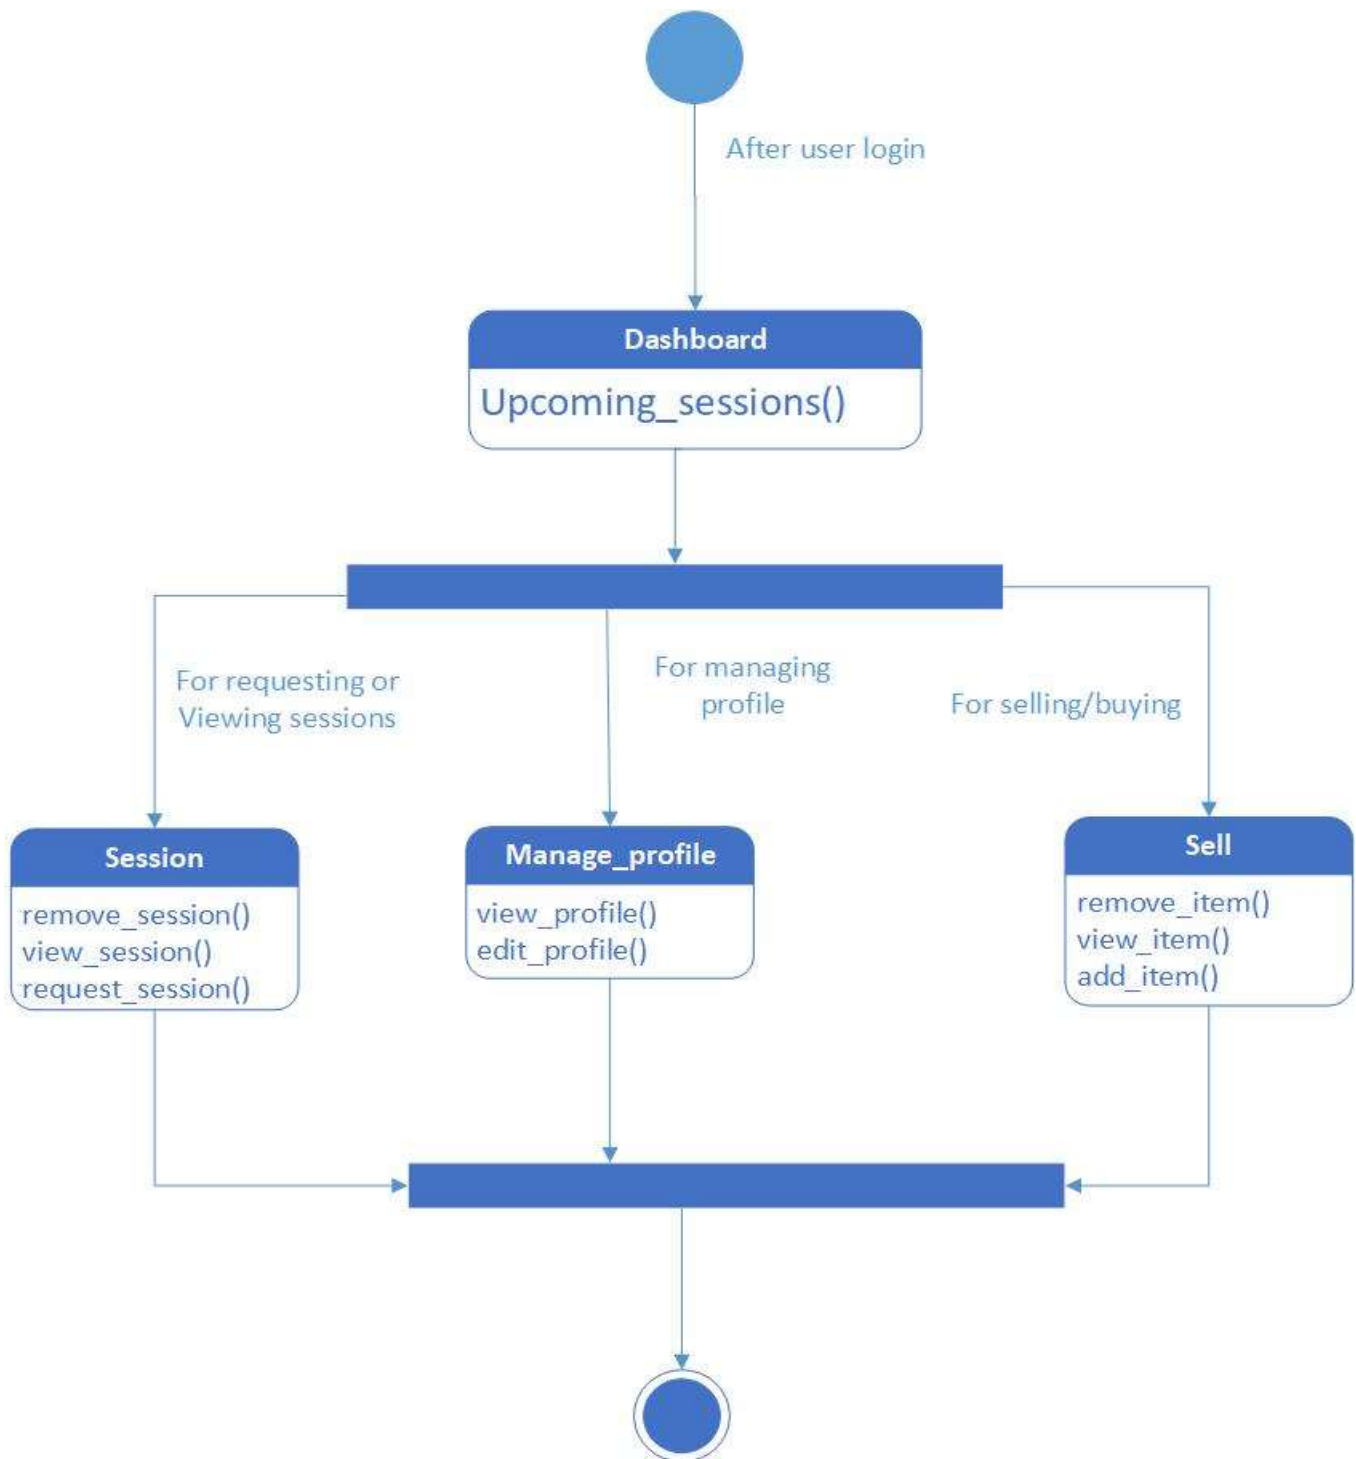 After user login
Dashboard
Upcoming_sessions()
For requesting or
Viewing sessions
For managing
profile
For selling/buying
Session
remove_session()
view_session()
request_session()
Manage_profile
view_profile()
edit_profile()
Sell
remove_item()
view_item()
add_item()